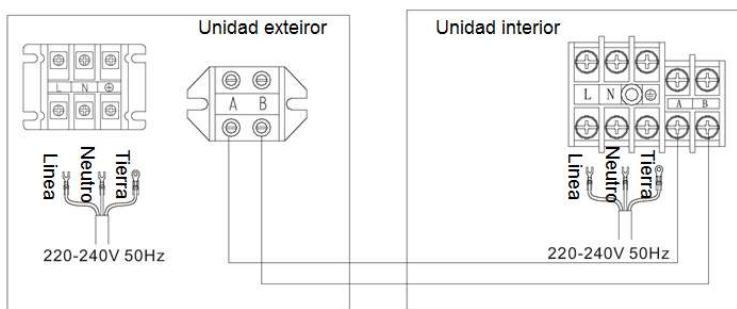 Unidad exteiror
L N
A B
Linea
Neutro
Tierra
220-240V 50Hz
Unidad interior
L N
A B
Linea
Neutro
Tierra
220-240V 50Hz